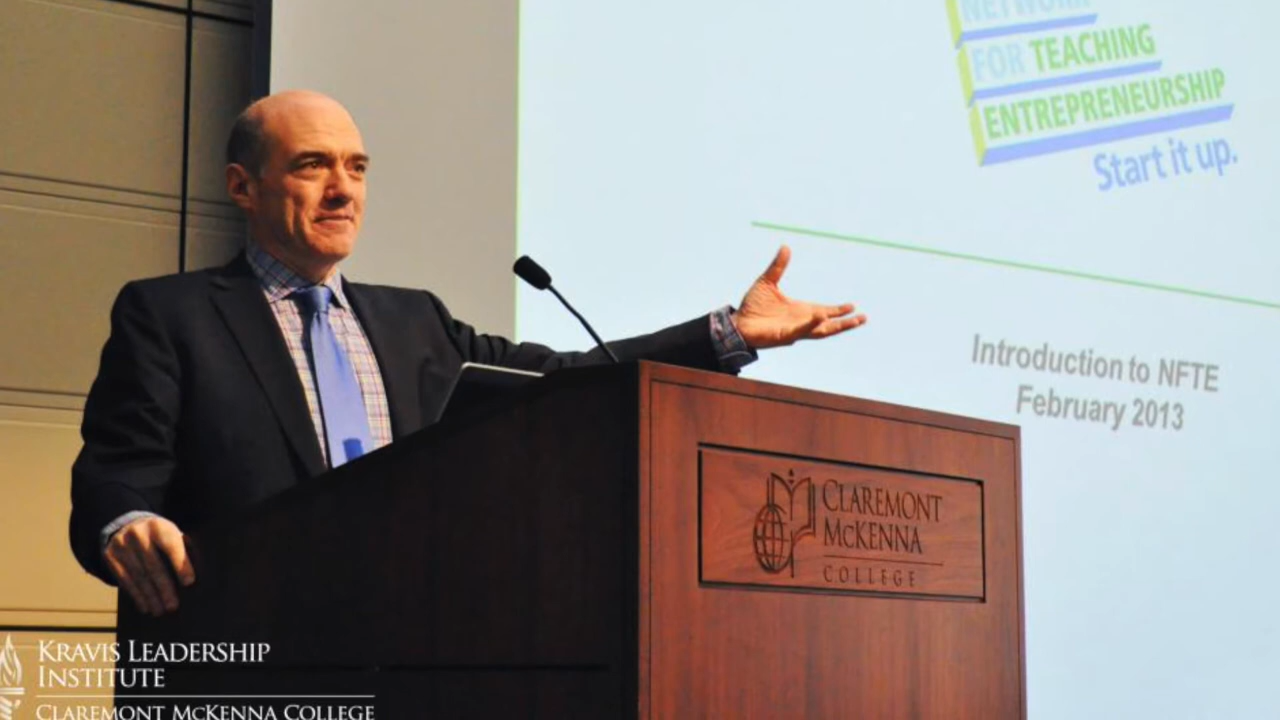 NETWORK
FOR TEACHING
ENTREPRENEURSHIP
Start it up.
Introduction to NFTE
February 2013
CLAREMONT
MCKENNA
COLLEGE
KRAVIS LEADERSHIP
INSTITUTE
CLAREMONT MCKENNA COLLEGE